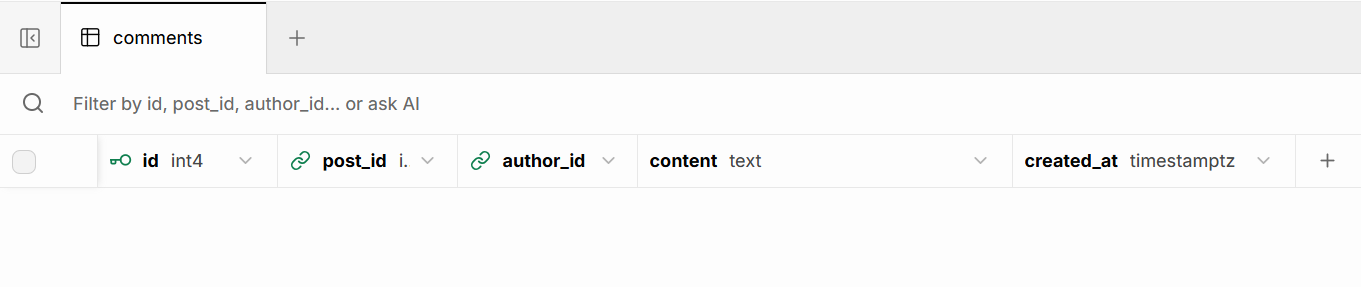 comments
Filter by id, post_id, author_id... or ask AI
id int4 post_id i. author_id content text created_at timestamptz